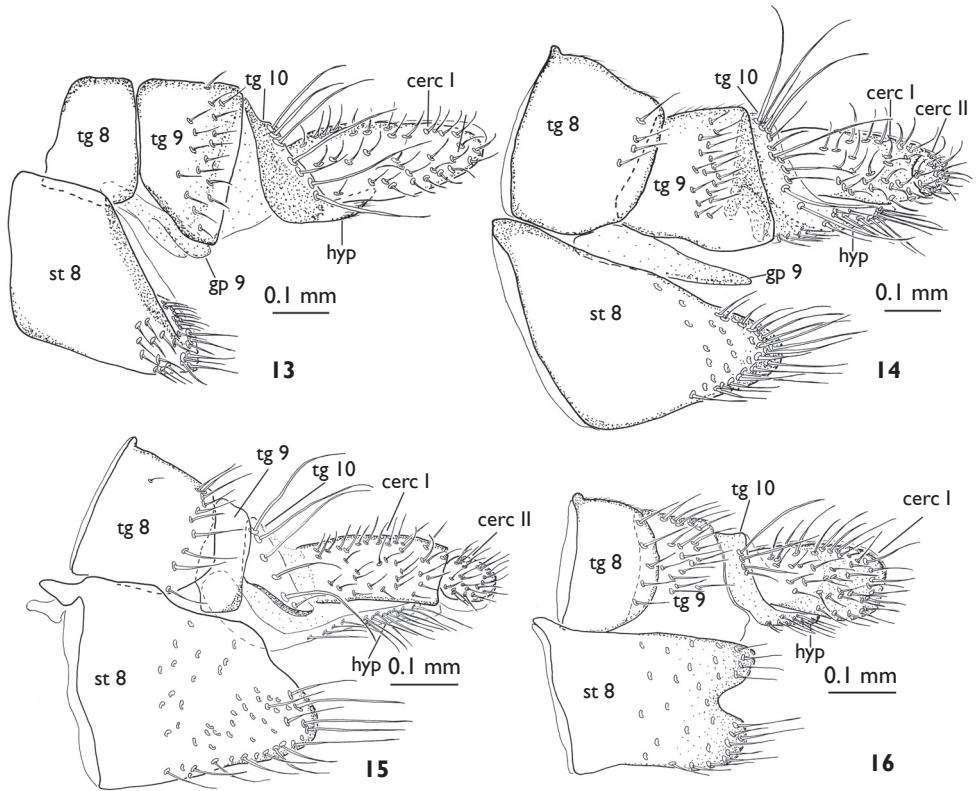 tg 8
tg 9
tg 10
cerc I
st 8
gp 9
hyp
0.1 mm
13
tg 8
tg 9
tg 10
cerc I
cerc II
st 8
gp 9
hyp
0.1 mm
14
tg 8
tg 9
tg 10
cerc I
cerc II
st 8
hyp
0.1 mm
15
tg 8
tg 9
tg 10
cerc I
st 8
hyp
0.1 mm
16